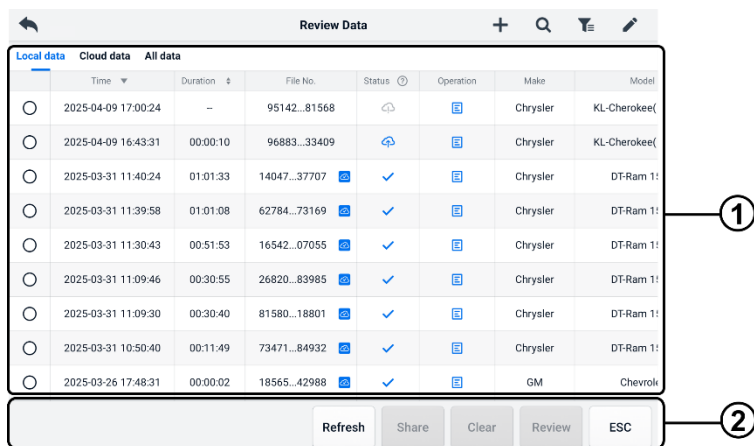 Review Data
Local data Cloud data All data
Time Duration File No. Status Operation Make Model
2025-04-09 17:00:24 -- 95142...81568 Chrysler KL-Cherokee(
2025-04-09 16:43:31 00:00:10 96883...33409 Chrysler KL-Cherokee(
2025-03-31 11:40:24 01:01:33 14047...37707 Chrysler DT-Ram 15
2025-03-31 11:39:58 01:01:08 62784...73169 Chrysler DT-Ram 15
2025-03-31 11:30:43 00:51:53 16542...07055 Chrysler DT-Ram 15
2025-03-31 11:09:46 00:30:55 26820...83985 Chrysler DT-Ram 15
2025-03-31 11:09:30 00:30:40 81580...18801 Chrysler DT-Ram 15
2025-03-31 10:50:40 00:11:49 73471...84932 Chrysler DT-Ram 15
2025-03-26 17:48:31 00:00:02 18565...42988 GM Chevrole
1
Refresh Share Clear Review ESC
2